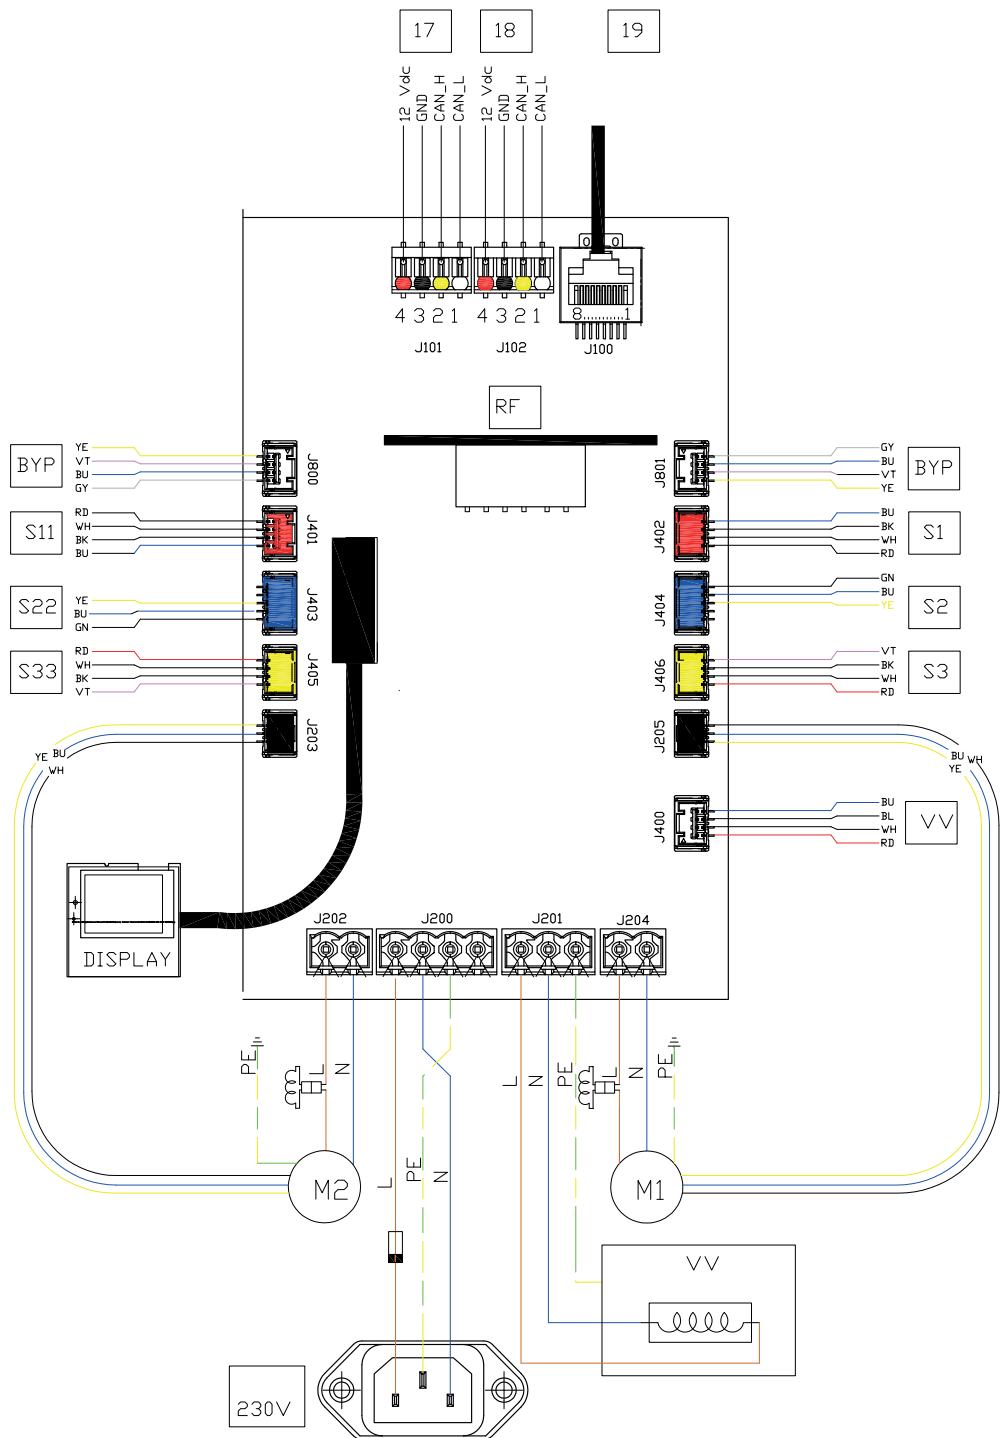 17 18 19
12 Vdc
GND
CAN_H
CAN_L
12 Vdc
GND
CAN_H
CAN_L
4 3 2 1
4 3 2 1
8 1
J101
J102
J100
RF
BYP
YE
VT
BU
GY
J800
S11
RD
WH
BK
BU
J401
S22
YE
BU
GN
J403
S33
RD
WH
BK
VT
J405
J203
YE
BU
WH
J801
GY
BU
VT
YE
BYP
J402
BU
BK
WH
RD
S1
J404
GN
BU
YE
S2
J406
VT
BK
WH
RD
S3
J205
BU
WH
YE
J400
BU
BL
WH
RD
VV
DISPLAY
J202
J200
J201
J204
PE
L
N
L
N
PE
L
N
PE
M2
L
PE
N
M1
VV
230V